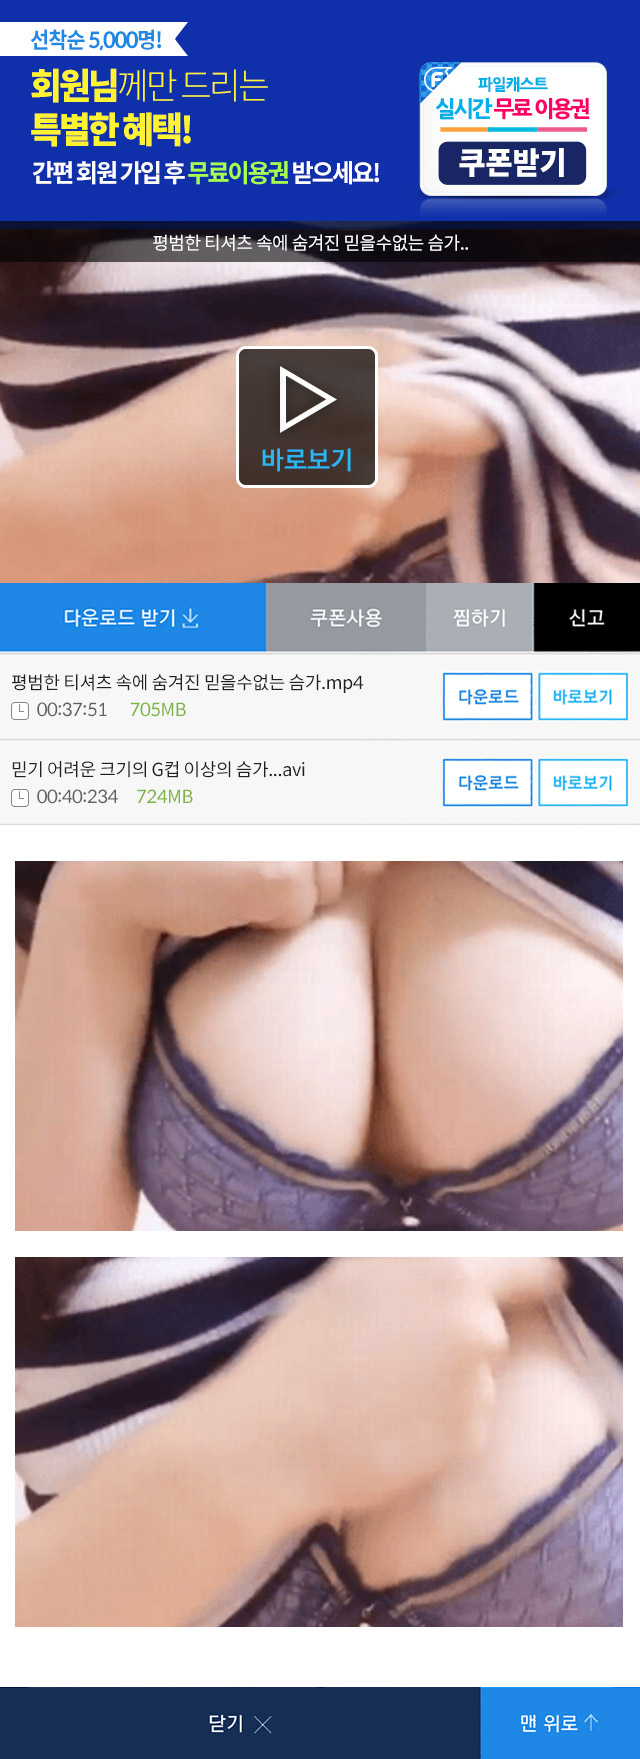 선착순 5,000명!
회원님께만 드리는
특별한 혜택!
간편 회원 가입 후 무료이용권 받으세요!
파일캐스트
실시간 무료 이용권
쿠폰받기
평범한 티셔츠 속에 숨겨진 믿을수없는 슴가..
바로보기
다운로드 받기
쿠폰사용
찜하기
신고
평범한 티셔츠 속에 숨겨진 믿을수없는 슴가.mp4
00:37:51 705MB
다운로드
바로보기
믿기 어려운 크기의 G컵 이상의 슴가...avi
00:40:234 724MB
다운로드
바로보기
닫기
맨 위로